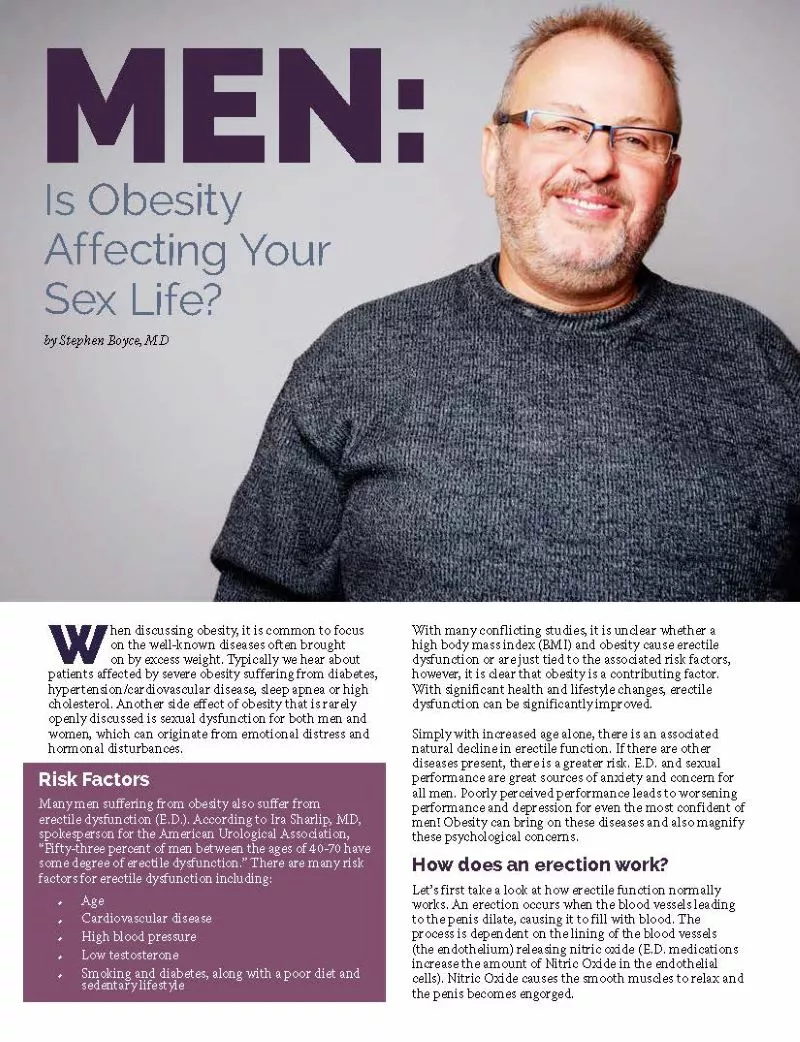 MEN:
Is Obesity
Affecting Your
Sex Life?
by Stephen Boyce, MD
When discussing obesity, it is common to focus
on the well-known diseases often brought
on by excess weight. Typically we hear about
patients affected by severe obesity suffering from diabetes,
hypertension/cardiovascular disease, sleep apnea or high
cholesterol. Another side effect of obesity that is rarely
openly discussed is sexual dysfunction for both men and
women, which can originate from emotional distress and
hormonal disturbances.
Risk Factors
Many men suffering from obesity also suffer from
erectile dysfunction (E.D.). According to Ira Sharlip, MD,
spokesperson for the American Urological Association,
“Fifty-three percent of men between the ages of 40-70 have
some degree of erectile dysfunction.” There are many risk
factors for erectile dysfunction including:
• Age
• Cardiovascular disease
• High blood pressure
• Low testosterone
• Smoking and diabetes, along with a poor diet and
sedentary lifestyle
With many conflicting studies, it is unclear whether a
high body mass index (BMI) and obesity cause erectile
dysfunction or are just tied to the associated risk factors,
however, it is clear that obesity is a contributing factor.
With significant health and lifestyle changes, erectile
dysfunction can be significantly improved.
Simply with increased age alone, there is an associated
natural decline in erectile function. If there are other
diseases present, there is a greater risk. E.D. and sexual
performance are great sources of anxiety and concern for
all men. Poorly perceived performance leads to worsening
performance and depression for even the most confident of
men! Obesity can bring on these diseases and also magnify
these psychological concerns.
How does an erection work?
Let’s first take a look at how erectile function normally
works. An erection occurs when the blood vessels leading
to the penis dilate, causing it to fill with blood. The
process is dependent on the lining of the blood vessels
(the endothelium) releasing nitric oxide (E.D. medications
increase the amount of Nitric Oxide in the endothelial
cells). Nitric Oxide causes the smooth muscles to relax and
the penis becomes engorged.